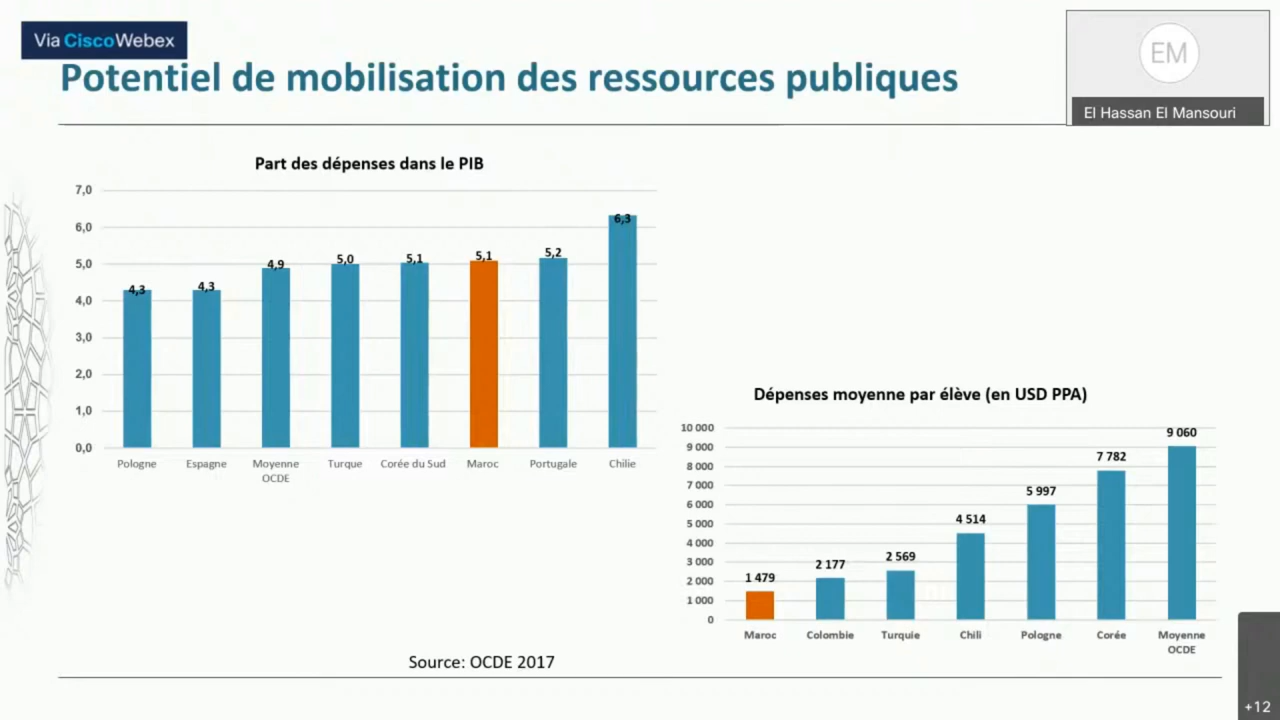 Via Cisco Webex
Potentiel de mobilisation des ressources publiques
EM
El Hassan El Mansouri
Part des dépenses dans le PIB
7,0
6,0
5,0
4,0
3,0
2,0
1,0
0,0
4,3
4,3
4,9
5,0
5,1
5,1
5,2
6,3
Pologne
Espagne
Moyenne
OCDE
Turque
Corée du Sud
Maroc
Portugale
Chilie
Dépenses moyenne par élève (en USD PPA)
10 000
9 000
8 000
7 000
6 000
5 000
4 000
3 000
2 000
1 000
0
1 479
2 177
2 569
4 514
5 997
7 782
9 060
Maroc
Colombie
Turquie
Chili
Pologne
Corée
Moyenne
OCDE
Source: OCDE 2017
+12